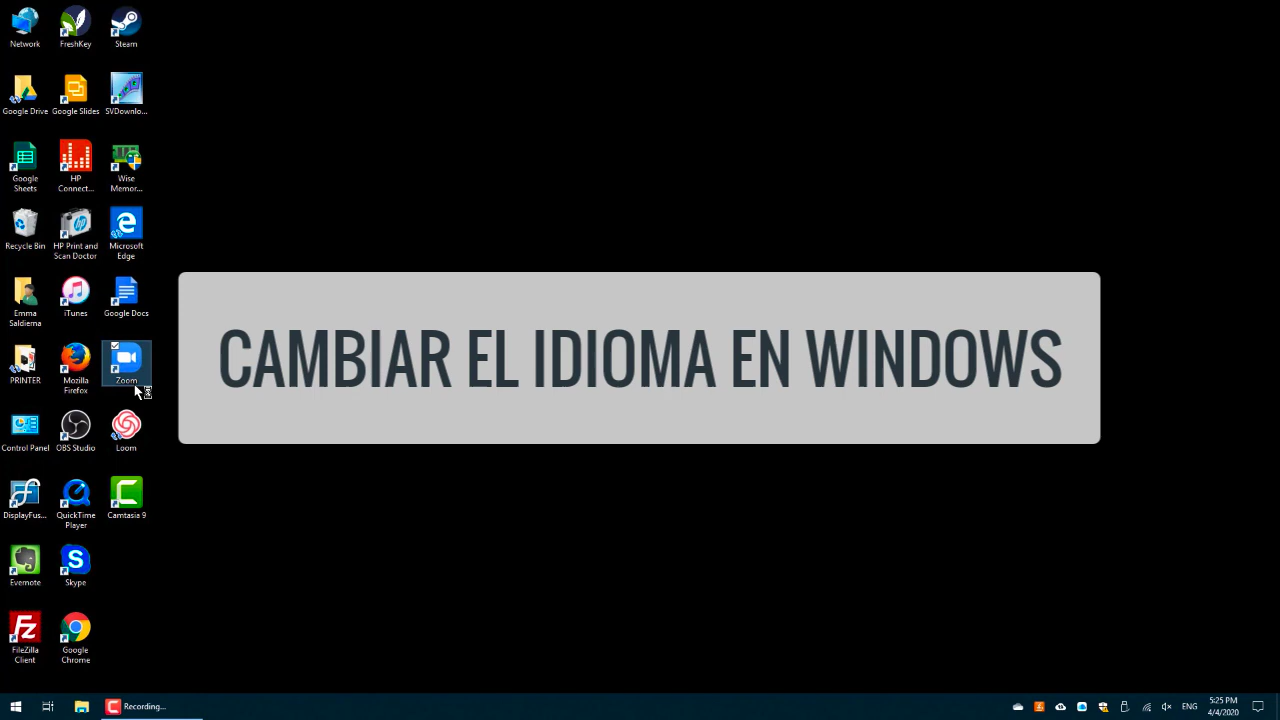 Network
FreshKey
Steam
Google Drive
Google Slides
SVDownlo...
Google
Sheets
HP
Connect...
Wise
Memor...
Recycle Bin
HP Print and
Scan Doctor
Microsoft
Edge
Emma
Saldierna
iTunes
Google Docs
PRINTER
Mozilla
Firefox
Zoom
Control Panel
OBS Studio
Loom
DisplayFus...
QuickTime
Player
Camtasia 9
Evernote
Skype
FileZilla
Client
Google
Chrome
CAMBIAR EL IDIOMA EN WINDOWS
Recording...
ENG
5:25 PM
4/4/2020